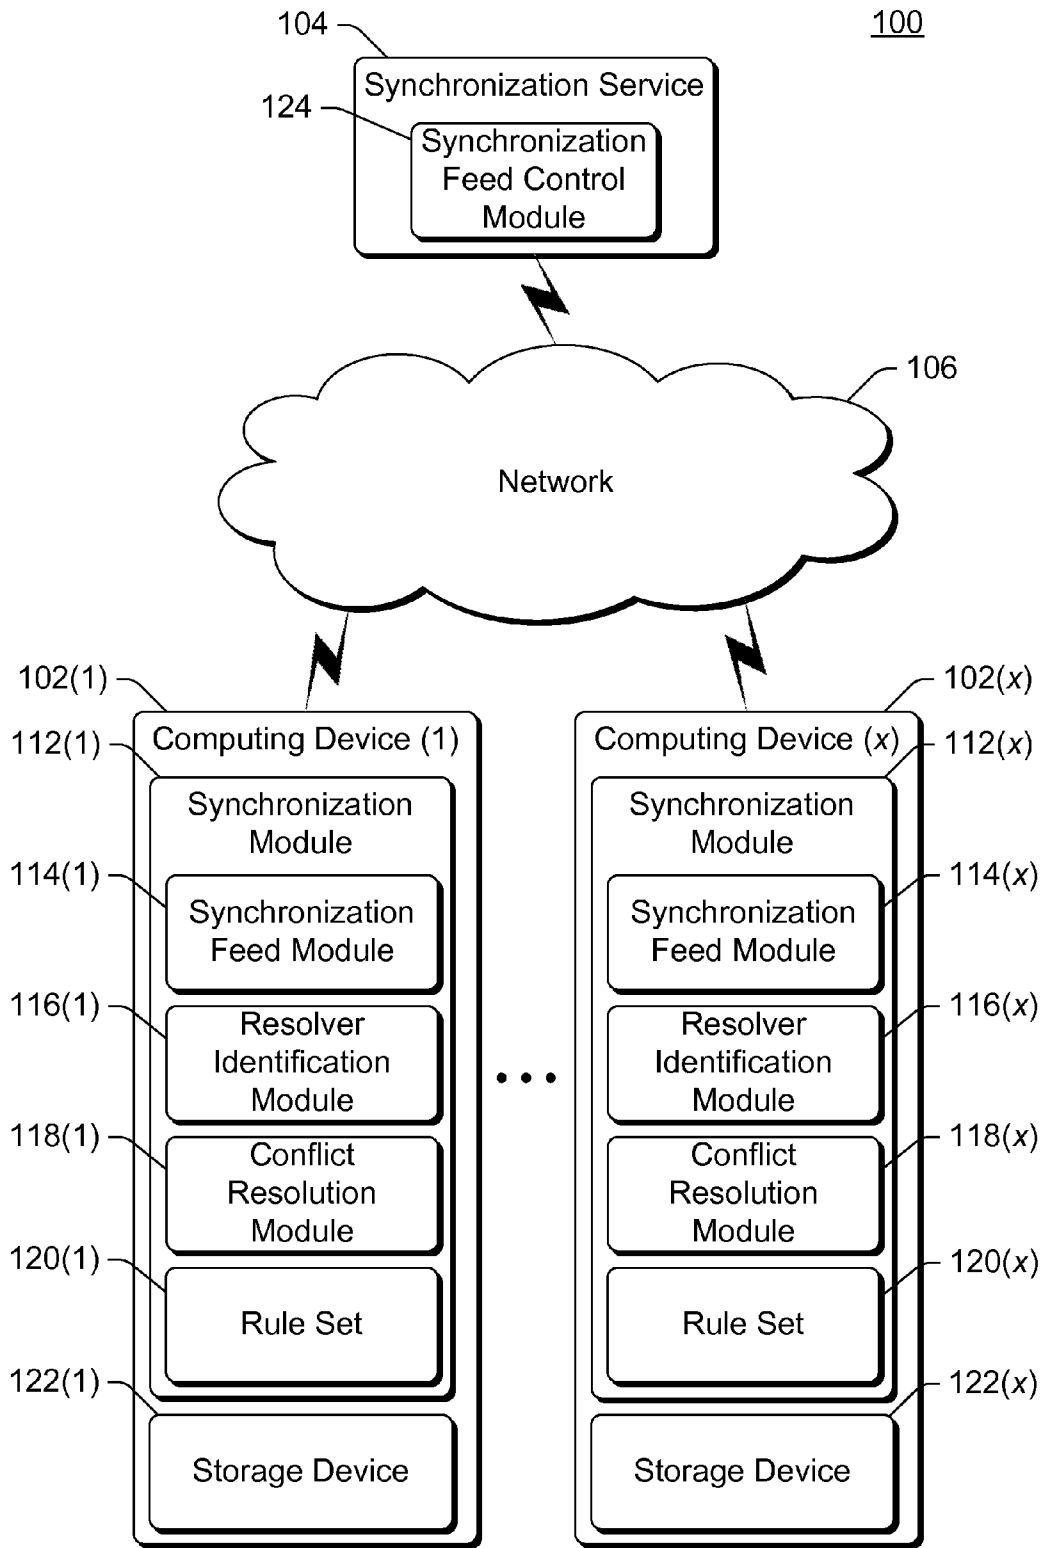 100
104
Synchronization Service
124
Synchronization
Feed Control
Module
106
Network
102(1)
Computing Device (1)
112(1)
Synchronization
Module
114(1)
Synchronization
Feed Module
116(1)
Resolver
Identification
Module
118(1)
Conflict
Resolution
Module
120(1)
Rule Set
122(1)
Storage Device
...
102(x)
Computing Device (x)
112(x)
Synchronization
Module
114(x)
Synchronization
Feed Module
116(x)
Resolver
Identification
Module
118(x)
Conflict
Resolution
Module
120(x)
Rule Set
122(x)
Storage Device